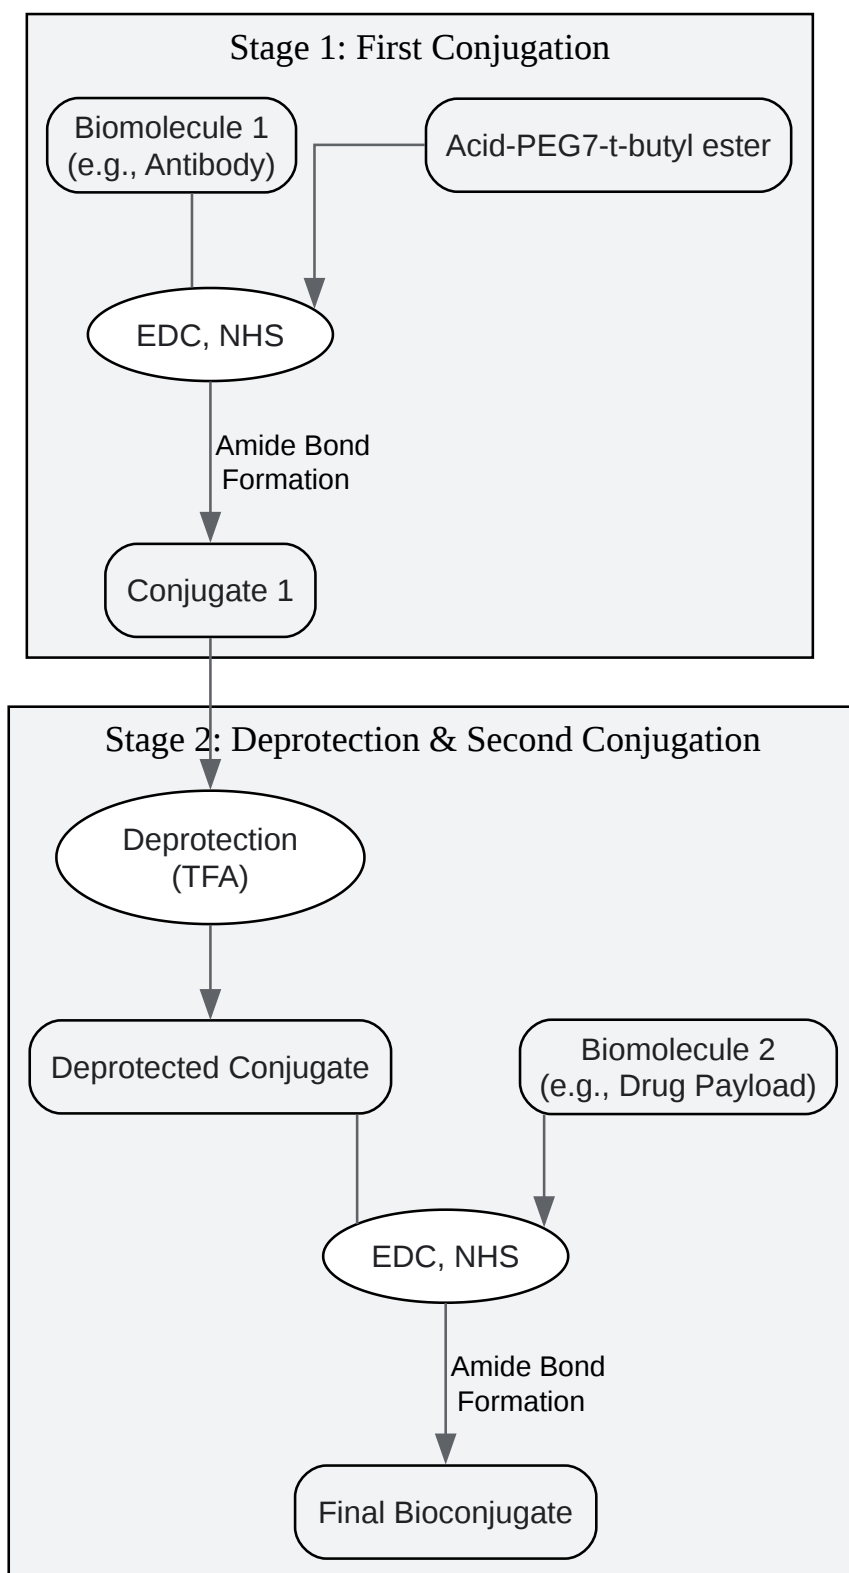 Stage 1: First Conjugation
Biomolecule 1
(e.g., Antibody)
Acid-PEG7-t-butyl ester
EDC, NHS
Amide Bond
Formation
Conjugate 1
Stage 2: Deprotection & Second Conjugation
Deprotection
(TFA)
Deprotected Conjugate
Biomolecule 2
(e.g., Drug Payload)
EDC, NHS
Amide Bond
Formation
Final Bioconjugate